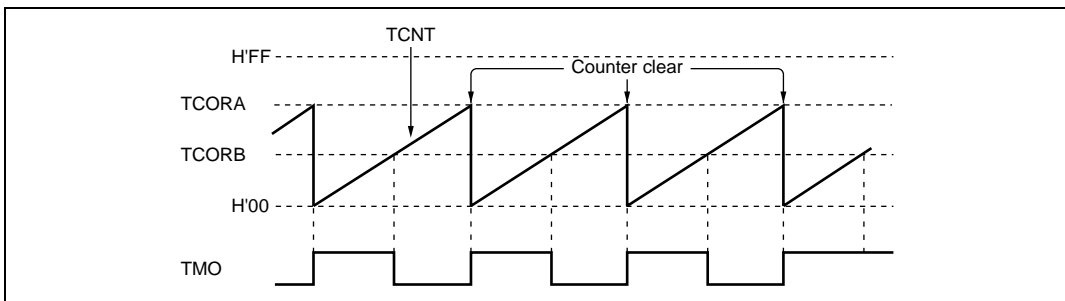 TCNT
H'FF
Counter clear
TCORA
TCORB
H'00
TMO